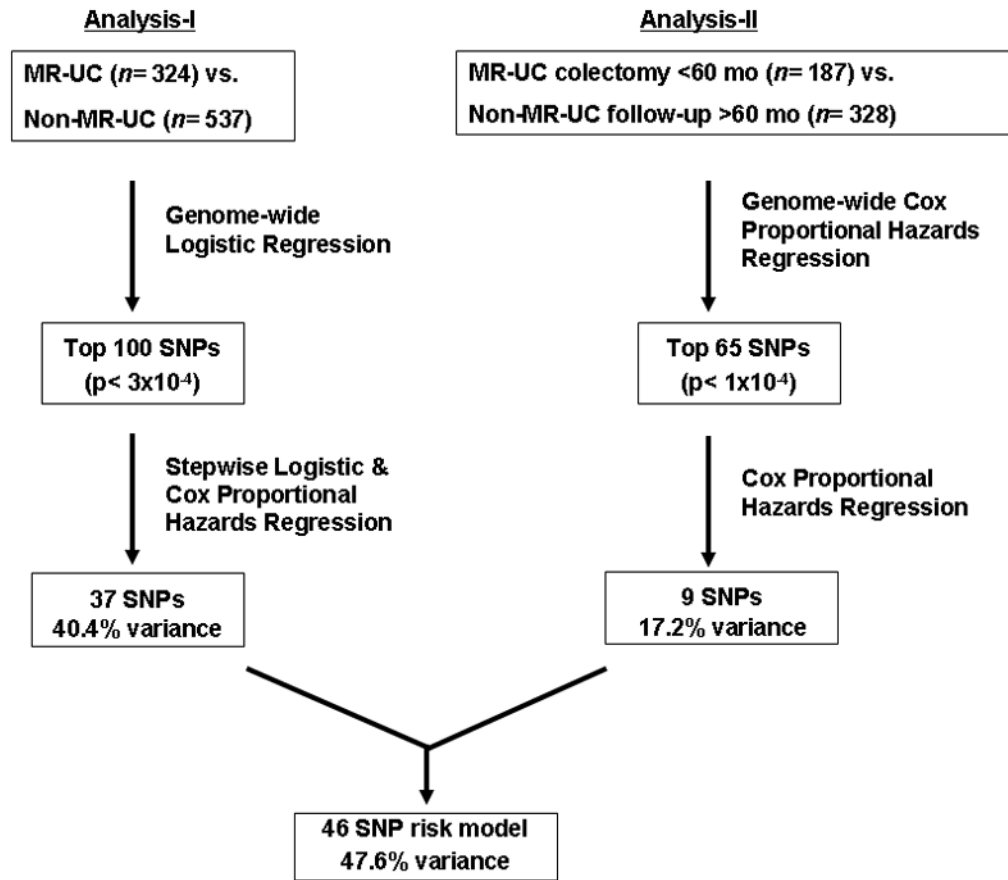 Analysis-I
MR-UC (n= 324) vs.
Non-MR-UC (n= 537)
Genome-wide
Logistic Regression
Top 100 SNPs
(p< 3x10⁻⁴)
Stepwise Logistic &
Cox Proportional
Hazards Regression
37 SNPs
40.4% variance
Analysis-II
MR-UC colectomy <60 mo (n= 187) vs.
Non-MR-UC follow-up >60 mo (n= 328)
Genome-wide Cox
Proportional Hazards
Regression
Top 65 SNPs
(p< 1x10⁻⁴)
Cox Proportional
Hazards Regression
9 SNPs
17.2% variance
46 SNP risk model
47.6% variance